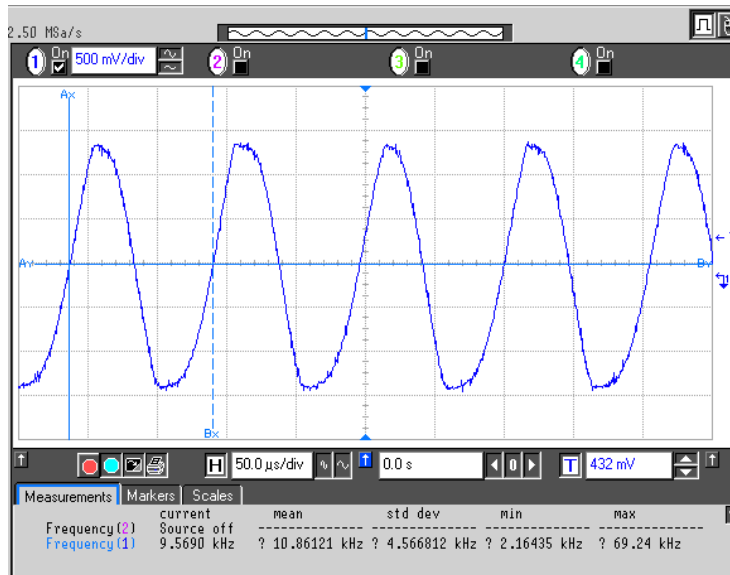 2.50 MSa/s
1 On 500 mV/div 2 On 3 On 4 On
Ax
Ay By
Bx
H 50.0 µs/div 0.0 s 0 T 432 mV
Measurements Markers Scales
current mean std dev min max
Frequency(2) Source off ---------------- ---------------- ---------------- ----------------
Frequency(1) 9.5690 kHz ? 10.86121 kHz ? 4.566812 kHz ? 2.16435 kHz ? 69.24 kHz